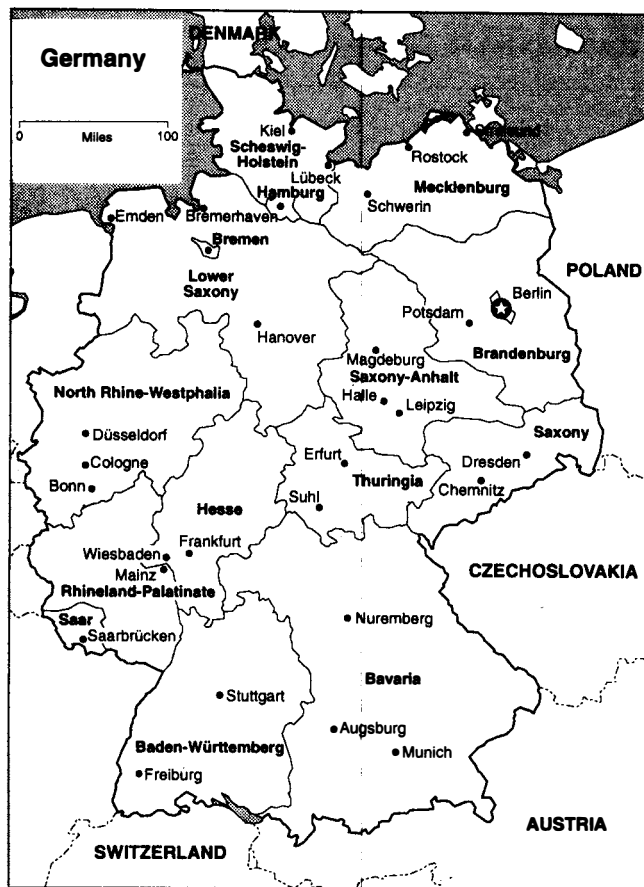 DENMARK
Germany
0 Miles 100
Kiel
Scheswig-
Holstein
Stralsund
Rostock
Lübeck
Hamburg
Mecklenburg
Schwerin
Emden
Bremerhaven
Bremen
Lower
Saxony
POLAND
Berlin
Potsdam
Hanover
Brandenburg
Magdeburg
Saxony-Anhalt
North Rhine-Westphalia
Halle
Leipzig
Düsseldorf
Saxony
Cologne
Erfurt
Dresden
Thuringia
Bonn
Chemnitz
Suhl
Hesse
Wiesbaden
Frankfurt
Mainz
CZECHOSLOVAKIA
Rhineland-Palatinate
Saar
Nuremberg
Saarbrücken
Bavaria
Stuttgart
Augsburg
Baden-Württemberg
Munich
Freiburg
AUSTRIA
SWITZERLAND